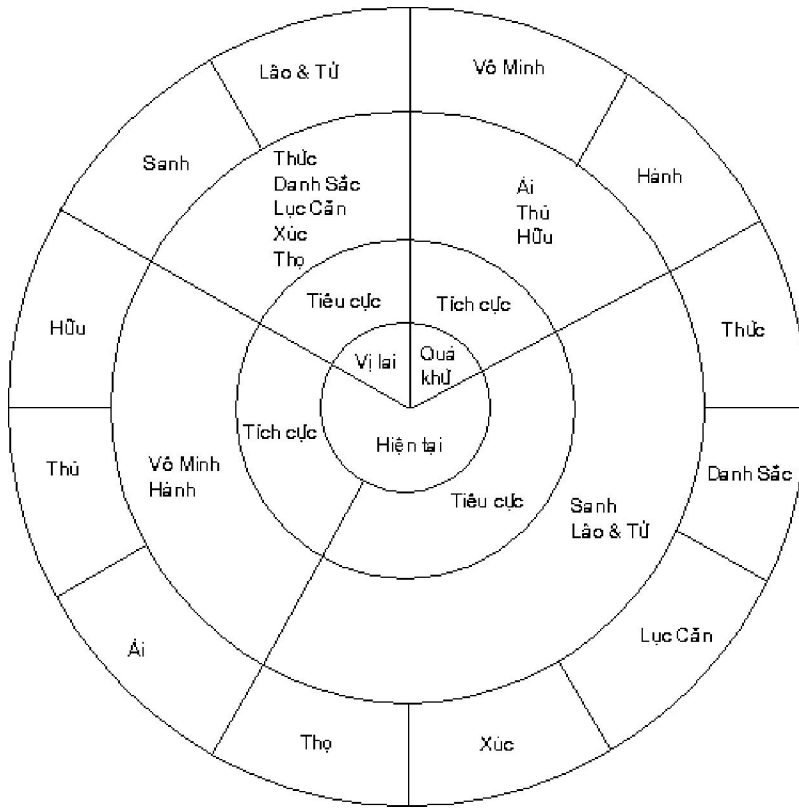 Lão & Tử
Vô Minh
Sanh
Hành
Thức
Danh Sắc
Lục Căn
Xúc
Thọ
Ái
Thủ
Hữu
Tiêu cực
Tích cực
Hữu
Thức
Vị lai
Quá
khứ
Tích cực
Hiện tại
Thủ
Vô Minh
Hành
Danh Sắc
Tiêu cực
Sanh
Lão & Tử
Ái
Lục Căn
Thọ
Xúc